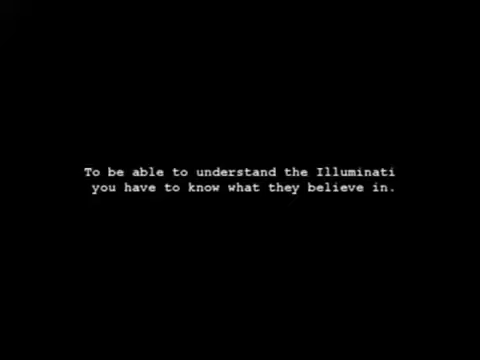 To be able to understand the Illuminati
you have to know what they believe in.